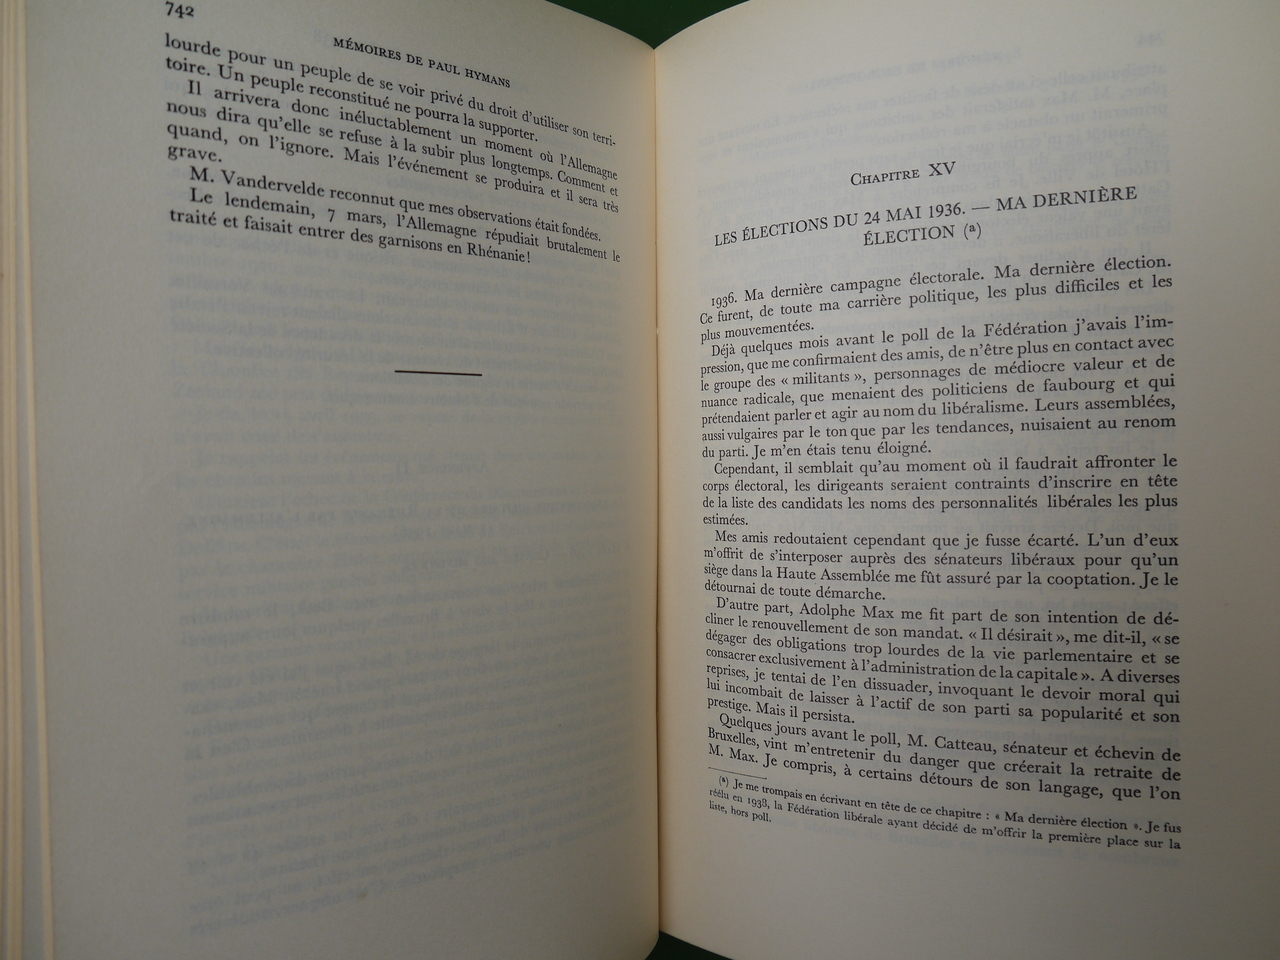 742
MÉMOIRES DE PAUL HYMANS
lourde pour un peuple de se voir privé du droit d'utiliser son terri-
toire. Un peuple reconstitué ne pourra la supporter.
Il arrivera donc inéluctablement un moment où l'Allemagne
nous dira qu'elle se refuse à la subir plus longtemps. Comment et
quand, on l'ignore. Mais l'événement se produira et il sera très
grave.
M. Vandervelde reconnut que mes observations était fondées.
Le lendemain, 7 mars, l'Allemagne répudiait brutalement le
traité et faisait entrer des garnisons en Rhénanie!
Chapitre XV
LES ÉLECTIONS DU 24 MAI 1936. — MA DERNIÈRE
ÉLECTION (a)
1936. Ma dernière campagne électorale. Ma dernière élection.
Ce furent, de toute ma carrière politique, les plus difficiles et les
plus mouvementées.
Déjà quelques mois avant le poll de la Fédération j'avais l'im-
pression, que me confirmaient des amis, de n'être plus en contact avec
le groupe des « militants », personnages de médiocre valeur et de
nuance radicale, que menaient des politiciens de faubourg et qui
prétendaient parler et agir au nom du libéralisme. Leurs assemblées,
aussi vulgaires par le ton que par les tendances, nuisaient au renom
du parti. Je m'en étais tenu éloigné.
Cependant, il semblait qu'au moment où il faudrait affronter le
corps électoral, les dirigeants seraient contraints d'inscrire en tête
de la liste des candidats les noms des personnalités libérales les plus
estimées.
Mes amis redoutaient cependant que je fusse écarté. L'un d'eux
m'offrit de s'interposer auprès des sénateurs libéraux pour qu'un
siège dans la Haute Assemblée me fût assuré par la cooptation. Je le
détournai de toute démarche.
D'autre part, Adolphe Max me fit part de son intention de dé-
cliner le renouvellement de son mandat. « Il désirait », me dit-il, « se
dégager des obligations trop lourdes de la vie parlementaire et se
consacrer exclusivement à l'administration de la capitale ». A diverses
reprises, je tentai de l'en dissuader, invoquant le devoir moral qui
lui incombait de laisser à l'actif de son parti sa popularité et son
prestige. Mais il persista.
Quelques jours avant le poll, M. Catteau, sénateur et échevin de
Bruxelles, vint m'entretenir du danger que créerait la retraite de
M. Max. Je compris, à certains détours de son langage, que l'on
(a) Je me trompais en écrivant en tête de ce chapitre : « Ma dernière élection ». Je fus
réélu en 1938, la Fédération libérale ayant décidé de m'offrir la première place sur la
liste, hors poll.